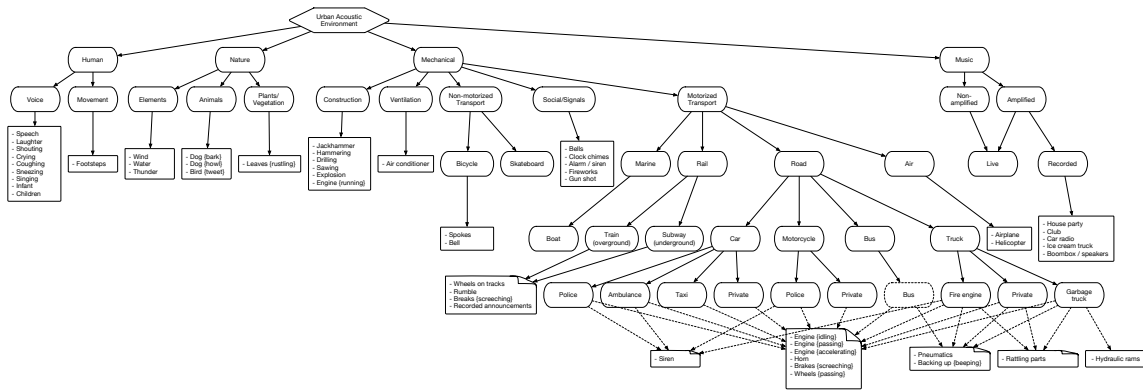 Urban Acoustic
Environment
Human
Nature
Mechanical
Music
Voice
Movement
Elements
Animals
Plants/
Vegetation
Construction
Ventilation
Non-motorized
Transport
Social/Signals
Motorized
Transport
Non-
amplified
Amplified
- Speech
- Laughter
- Shouting
- Crying
- Coughing
- Sneezing
- Singing
- Infant
- Children
- Footsteps
- Wind
- Water
- Thunder
- Dog {bark}
- Dog {howl}
- Bird {tweet}
- Leaves {rustling}
- Jackhammer
- Hammering
- Drilling
- Sawing
- Explosion
- Engine {running}
- Air conditioner
Bicycle
Skateboard
- Bells
- Clock chimes
- Alarm / siren
- Fireworks
- Gun shot
Marine
Rail
Road
Air
Live
Recorded
- Spokes
- Bell
Boat
Train
(overground)
Subway
(underground)
Car
Motorcycle
Bus
Truck
- Airplane
- Helicopter
- House party
- Club
- Car radio
- Ice cream truck
- Boombox / speakers
- Wheels on tracks
- Rumble
- Breaks {screeching}
- Recorded announcements
Police
Ambulance
Taxi
Private
Police
Private
Bus
Fire engine
Private
Garbage
truck
- Siren
- Engine {idling}
- Engine {passing}
- Engine {accelerating}
- Horn
- Brakes {screeching}
- Wheels {passing}
- Pneumatics
- Backing up {beeping}
- Rattling parts
- Hydraulic rams